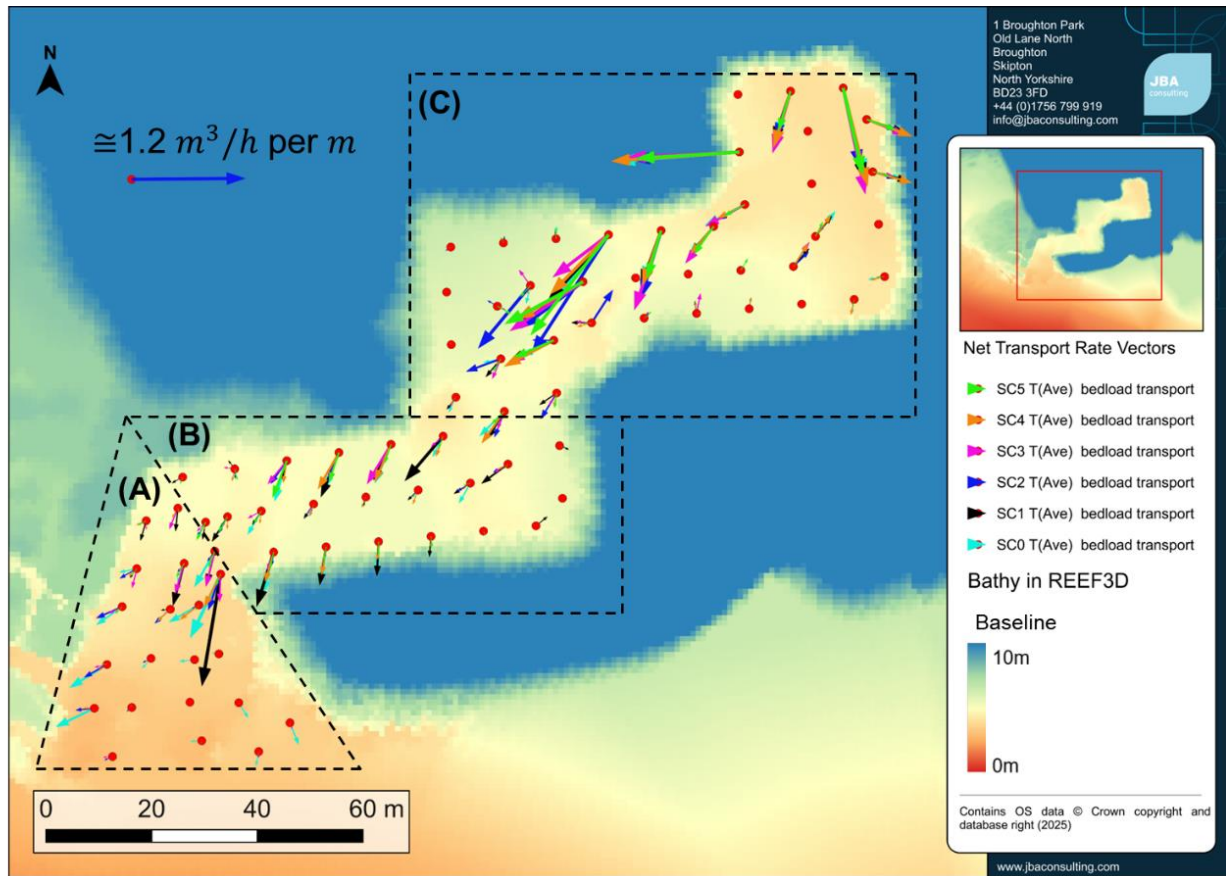 N
≅1.2 m³/h per m
(C)
(B)
(A)
0 20 40 60 m
1 Broughton Park
Old Lane North
Broughton
Skipton
North Yorkshire
BD23 3FD
+44 (0)1756 799 919
info@jbaconsulting.com
JBA
consulting
Net Transport Rate Vectors
SC5 T(Ave) bedload transport
SC4 T(Ave) bedload transport
SC3 T(Ave) bedload transport
SC2 T(Ave) bedload transport
SC1 T(Ave) bedload transport
SC0 T(Ave) bedload transport
Bathy in REEF3D
Baseline
10m
0m
Contains OS data © Crown copyright and
database right (2025)
www.jbaconsulting.com